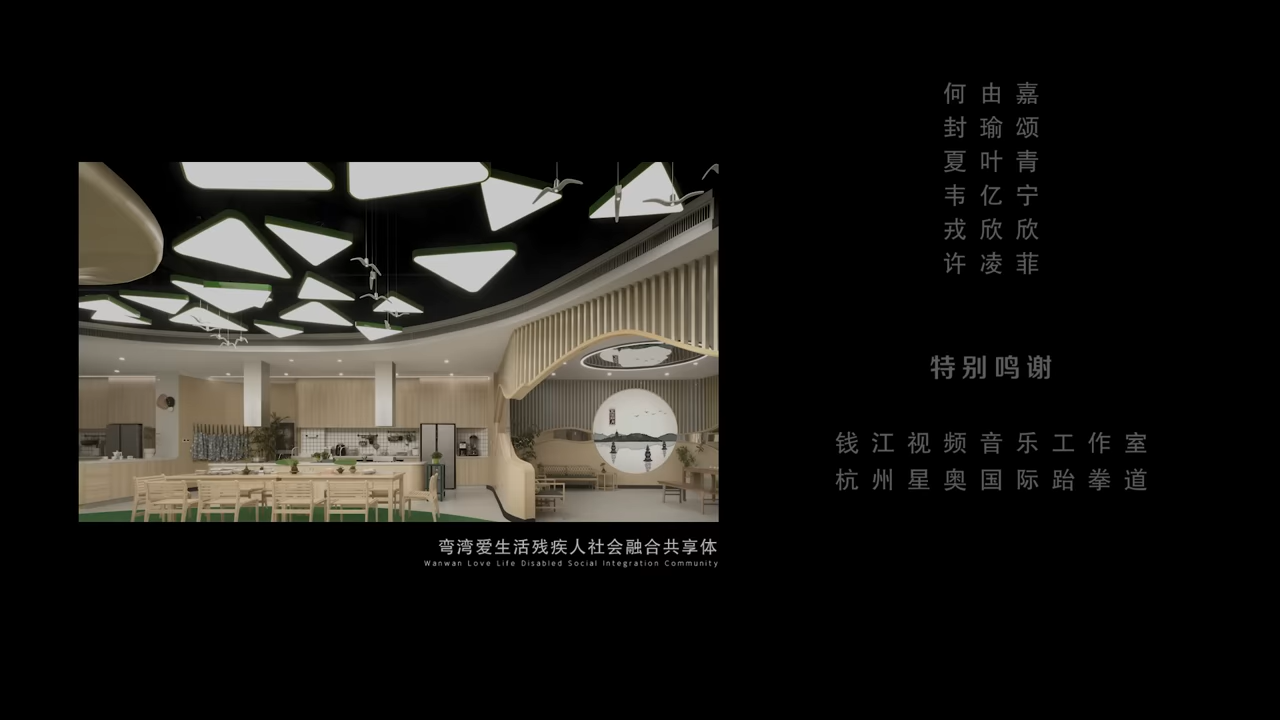 何由嘉
封瑜颂
夏叶青
韦亿宁
戎欣欣
许凌菲
特别鸣谢
钱江视频音乐工作室
杭州星奥国际跆拳道
弯湾爱生活残疾人社会融合共享体
Wanwan Love Life Disabled Social Integration Community